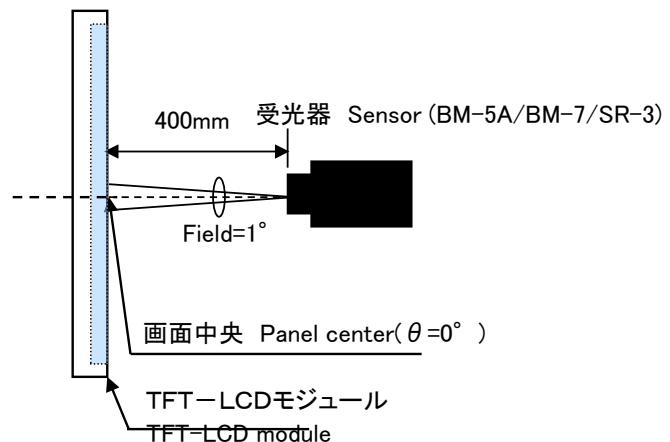 400mm
受光器 Sensor (BM-5A/BM-7/SR-3)
Field=1°
画面中央 Panel center(θ=0° )
TFT－LCDモジュール
TFT-LCD module